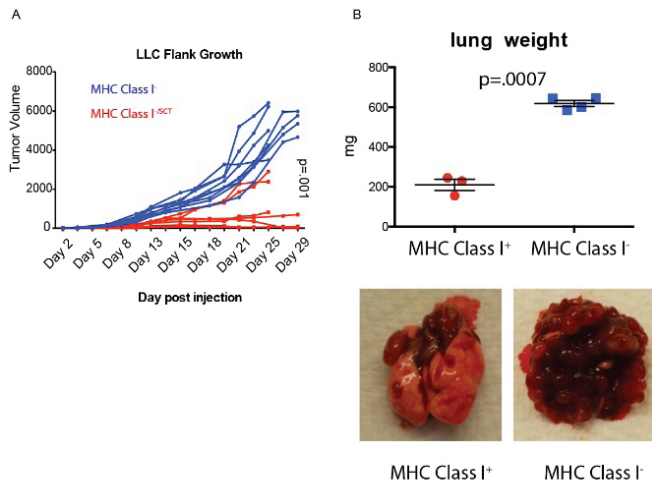 A
LLC Flank Growth
8000
6000
4000
2000
0
Tumor Volume
MHC Class I-
MHC Class I-/SCT
p=.001
Day 2
Day 5
Day 8
Day 13
Day 15
Day 18
Day 21
Day 25
Day 29
Day post injection
B
lung weight
p=.0007
800
600
400
200
0
mg
MHC Class I+
MHC Class I-
MHC Class I+
MHC Class I-